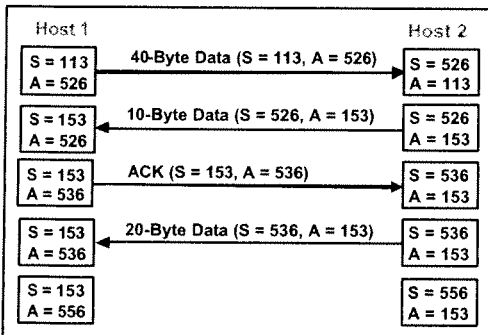 Host 1
Host 2
S = 113
A = 526
40-Byte Data (S = 113, A = 526)
S = 526
A = 113
S = 153
A = 526
10-Byte Data (S = 526, A = 153)
S = 526
A = 153
S = 153
A = 536
ACK (S = 153, A = 536)
S = 536
A = 153
S = 153
A = 536
20-Byte Data (S = 536, A = 153)
S = 536
A = 153
S = 153
A = 556
S = 556
A = 153